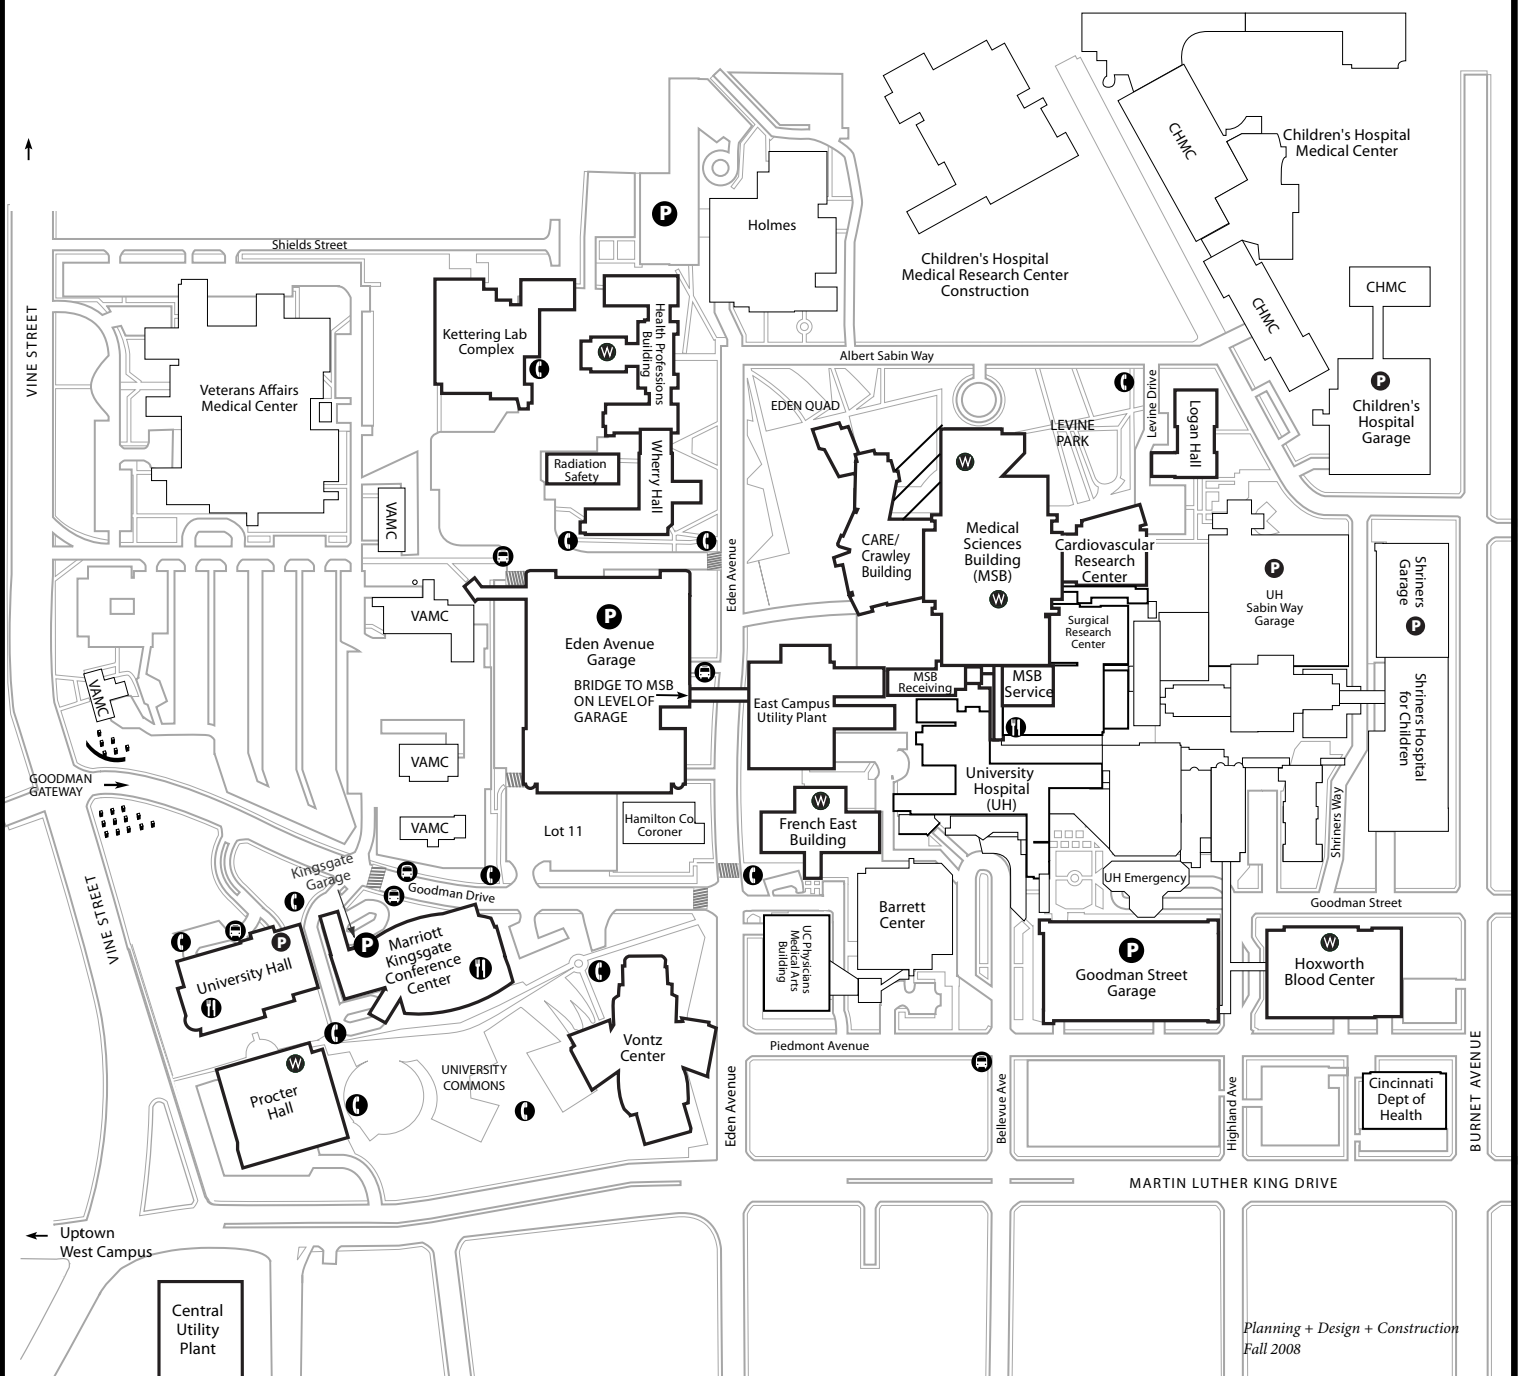 CHMC
Children's Hospital
Medical Center
P
Holmes
Shields Street
Children's Hospital
Medical Research Center
Construction
CHMC
CHMC
VINE STREET
Kettering Lab
Complex
Health Professions
Building
W
Albert Sabin Way
Veterans Affairs
Medical Center
EDEN QUAD
LEVINE
PARK
Levine Drive
Logan Hall
P
Children's
Hospital
Garage
Radiation
Safety
Wherry Hall
W
VAMC
CARE/
Crawley
Building
Medical
Sciences
Building
(MSB)
W
Cardiovascular
Research
Center
P
UH
Sabin Way
Garage
Shriners
Garage
P
Eden Avenue
VAMC
P
Eden Avenue
Garage
BRIDGE TO MSB
ON LEVEL OF
GARAGE
Surgical
Research
Center
VAMC
East Campus
Utility Plant
MSB
Receiving
MSB
Service
Shriners Hospital
for Children
VAMC
GOODMAN
GATEWAY
University
Hospital
(UH)
VAMC
Lot 11
Hamilton Co.
Coroner
W
French East
Building
Shriners Way
Kingsgate
Garage
Goodman Drive
UH Emergency
Goodman Street
VINE STREET
P
University Hall
P
Marriott
Kingsgate
Conference
Center
UC Physicians
Medical Arts
Building
Barrett
Center
P
Goodman Street
Garage
W
Hoxworth
Blood Center
Vontz
Center
Piedmont Avenue
W
Procter
Hall
UNIVERSITY
COMMONS
Eden Avenue
Bellevue Ave
Highland Ave
Cincinnati
Dept of
Health
BURNET AVENUE
MARTIN LUTHER KING DRIVE
Uptown
West Campus
Central
Utility
Plant
Planning + Design + Construction
Fall 2008